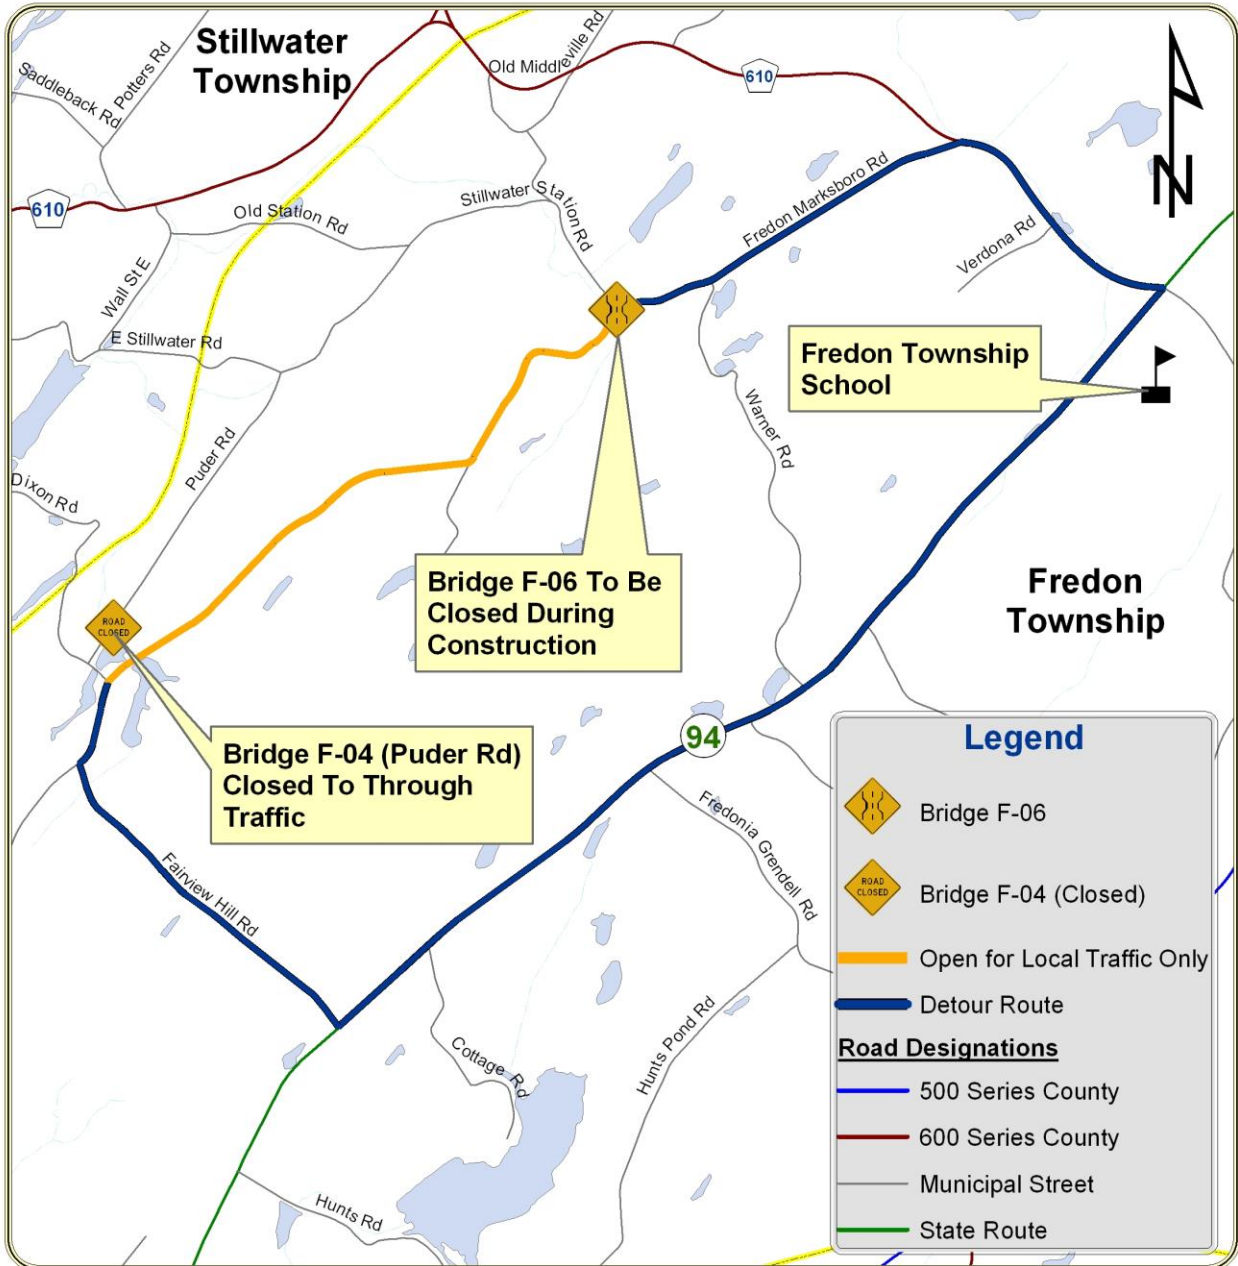 Stillwater
Township
Potters Rd
Saddleback Rd
Old Middleville Rd
610
610
Old Station Rd
Stillwater Station Rd
Fredon Marksboro Rd
Verdona Rd
N
Wall St E
E Stillwater Rd
Fredon Township
School
Warner Rd
Puder Rd
Dixon Rd
Bridge F-06 To Be
Closed During
Construction
Fredon
Township
ROAD
CLOSED
Bridge F-04 (Puder Rd)
Closed To Through
Traffic
94
Fredonia Grendell Rd
Fairview Hill Rd
Cottage Rd
Hunts Pond Rd
Hunts Rd
Legend
Bridge F-06
ROAD
CLOSED
Bridge F-04 (Closed)
Open for Local Traffic Only
Detour Route
Road Designations
500 Series County
600 Series County
Municipal Street
State Route